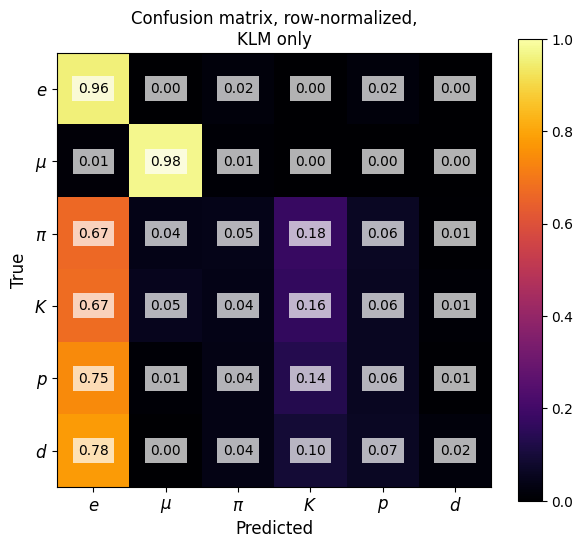 Confusion matrix, row-normalized,
KLM only
True
e 0.96 0.00 0.02 0.00 0.02 0.00
μ 0.01 0.98 0.01 0.00 0.00 0.00
π 0.67 0.04 0.05 0.18 0.06 0.01
K 0.67 0.05 0.04 0.16 0.06 0.01
p 0.75 0.01 0.04 0.14 0.06 0.01
d 0.78 0.00 0.04 0.10 0.07 0.02
e μ π K p d
Predicted
1.0
0.8
0.6
0.4
0.2
0.0